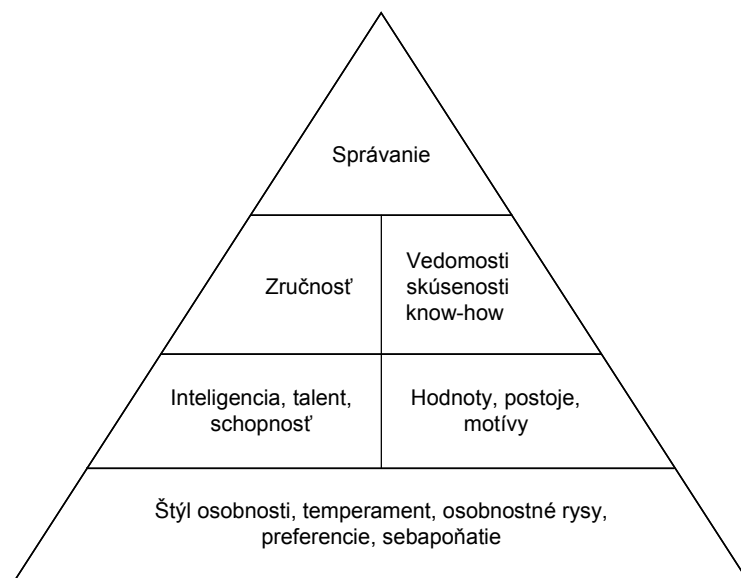 Správanie
Zručnosť
Vedomosti
skúsenosti
know-how
Inteligencia, talent,
schopnosť
Hodnoty, postoje,
motívy
Štýl osobnosti, temperament, osobnostné rysy,
preferencie, sebapoňatie